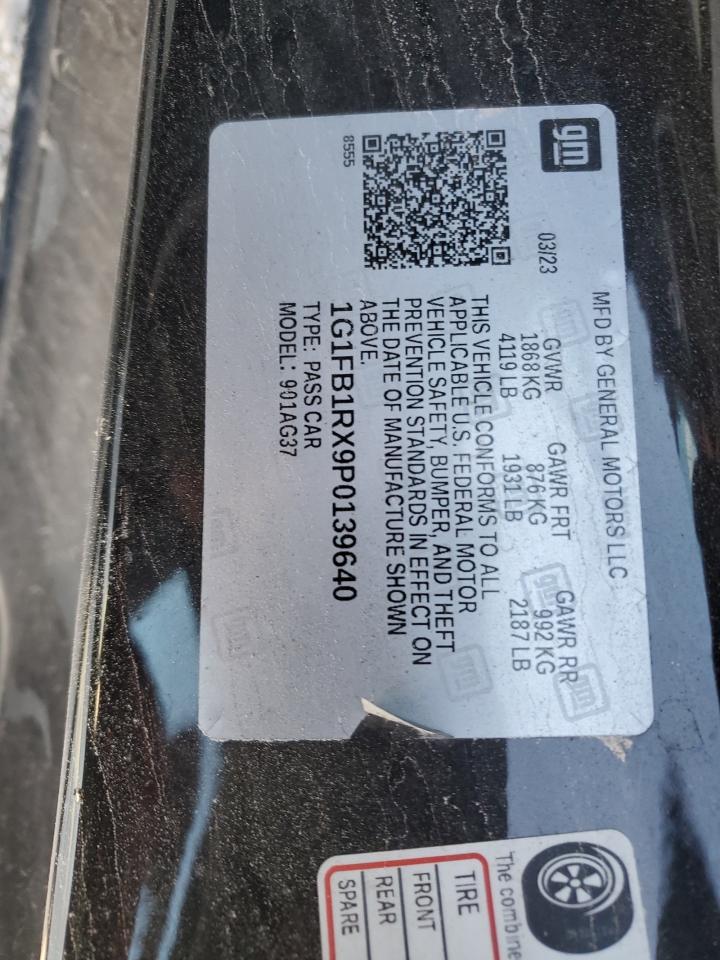 gm
03/23
MFD BY GENERAL MOTORS LLC
GVWR GAWR FRT GAWR RR
1868 KG 876 KG 992 KG
4119 LB 1931 LB 2187 LB
THIS VEHICLE CONFORMS TO ALL
APPLICABLE U.S. FEDERAL MOTOR
VEHICLE SAFETY, BUMPER, AND THEFT
PREVENTION STANDARDS IN EFFECT ON
THE DATE OF MANUFACTURE SHOWN
ABOVE.
1G1FB1RX9P0139640
TYPE: PASS CAR
MODEL: 901AG37
8555
The combine
TIRE
FRONT
REAR
SPARE